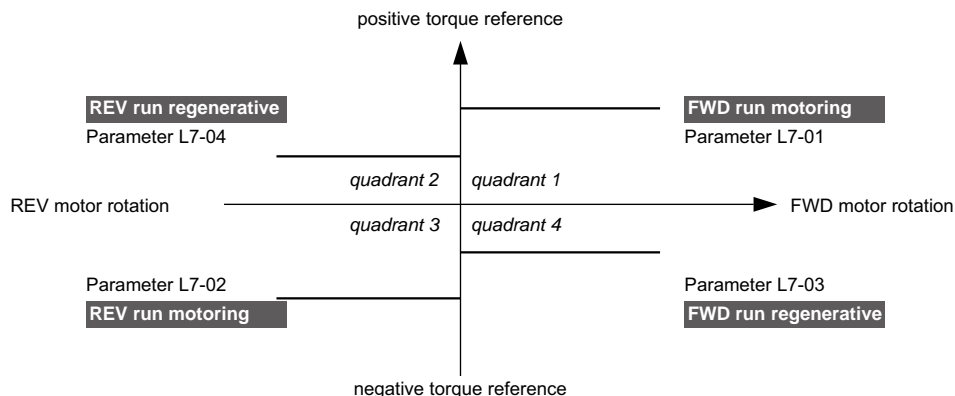 positive torque reference
REV run regenerative
FWD run motoring
Parameter L7-04
Parameter L7-01
quadrant 2
quadrant 1
REV motor rotation
FWD motor rotation
quadrant 3
quadrant 4
Parameter L7-02
Parameter L7-03
REV run motoring
FWD run regenerative
negative torque reference